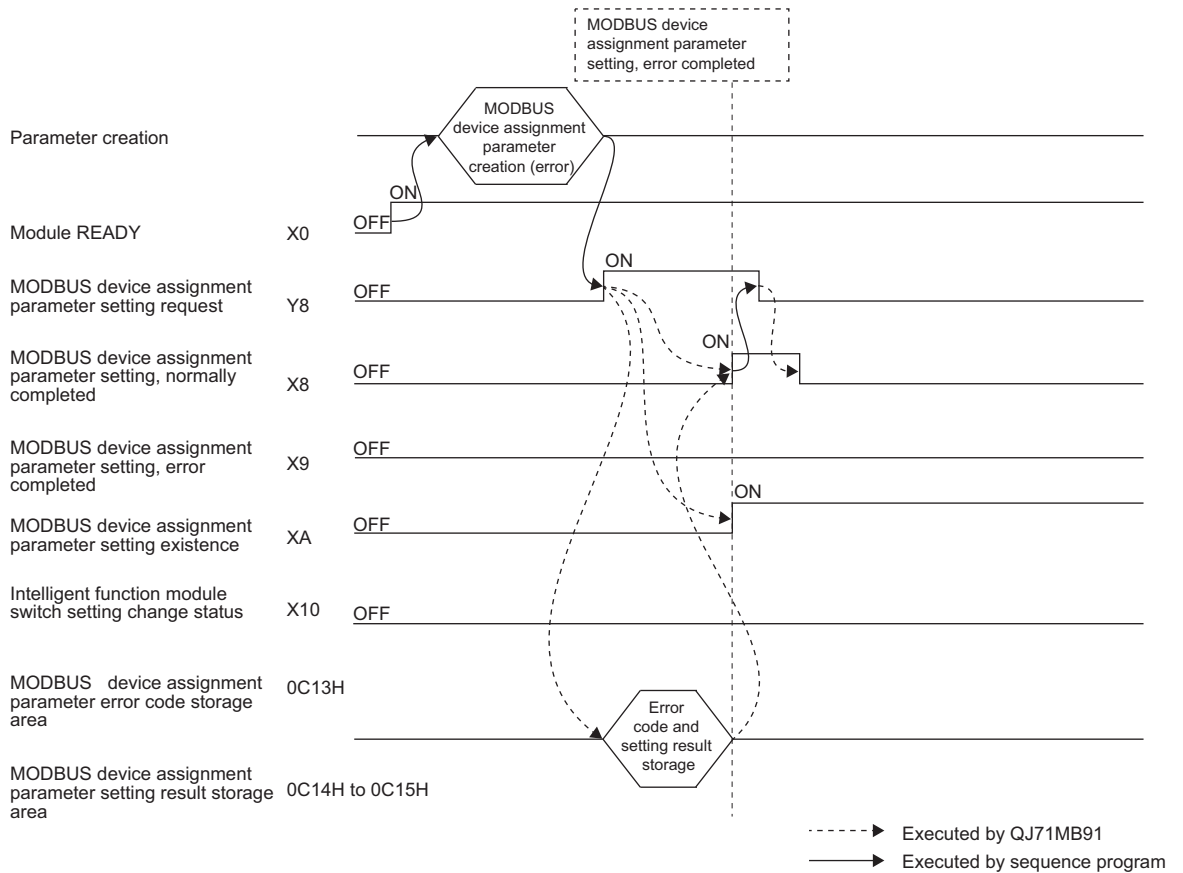 MODBUS device
assignment parameter
setting, error completed
MODBUS
device assignment
parameter
creation (error)
Parameter creation
ON
Module READY X0 OFF
ON
MODBUS device assignment
parameter setting request Y8 OFF
ON
MODBUS device assignment
parameter setting, normally
completed X8 OFF
MODBUS device assignment
parameter setting, error
completed X9 OFF
ON
MODBUS device assignment
parameter setting existence XA OFF
Intelligent function module
switch setting change status X10 OFF
MODBUS device assignment
parameter error code storage
area 0C13H
Error
code and
setting result
storage
MODBUS device assignment
parameter setting result storage
area 0C14H to 0C15H
Executed by QJ71MB91
Executed by sequence program